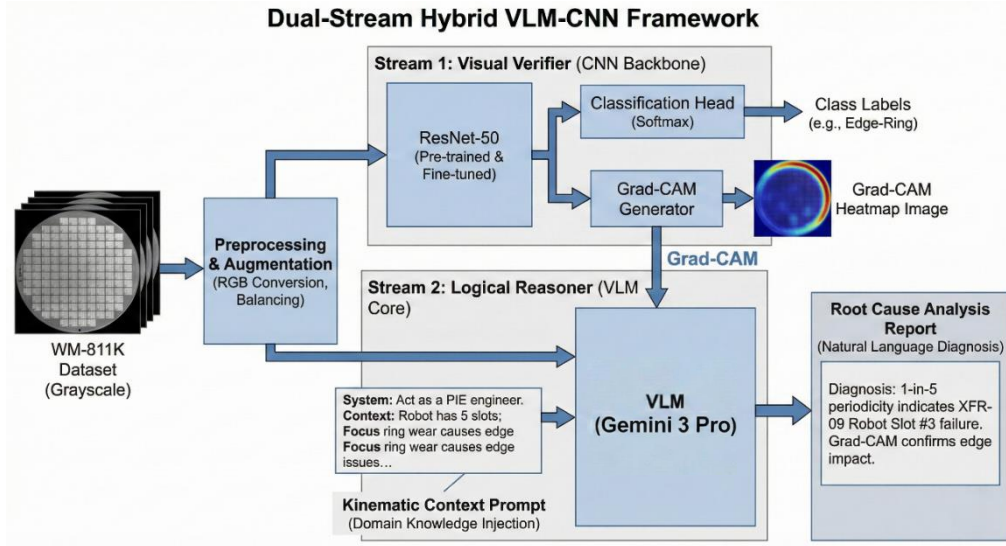 Dual-Stream Hybrid VLM-CNN Framework
Stream 1: Visual Verifier (CNN Backbone)
ResNet-50
(Pre-trained &
Fine-tuned)
Classification Head
(Softmax)
Class Labels
(e.g., Edge-Ring)
Grad-CAM
Generator
Grad-CAM
Heatmap Image
Grad-CAM
WM-811K
Dataset
(Grayscale)
Preprocessing
& Augmentation
(RGB Conversion,
Balancing)
Stream 2: Logical Reasoner (VLM
Core)
System: Act as a PIE engineer.
Context: Robot has 5 slots;
Focus ring wear causes edge
Focus ring wear causes edge
issues...
Kinematic Context Prompt
(Domain Knowledge Injection)
VLM
(Gemini 3 Pro)
Root Cause Analysis
Report
(Natural Language Diagnosis)
Diagnosis: 1-in-5
periodicity indicates XFR-
09 Robot Slot #3 failure.
Grad-CAM confirms edge
impact.